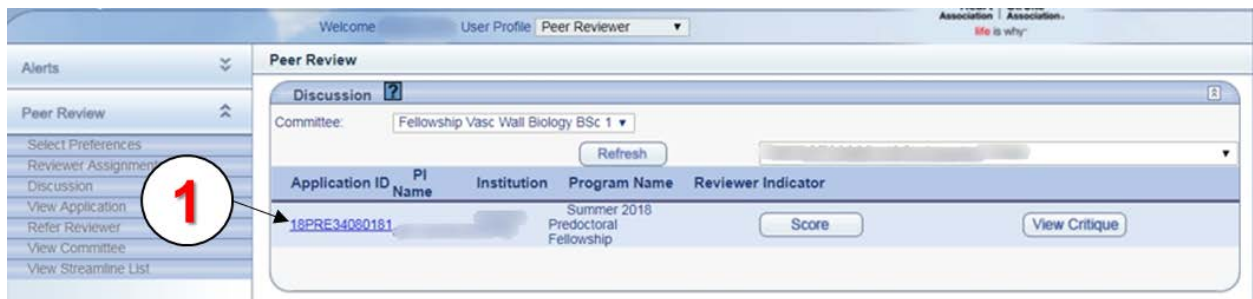 Welcome User Profile Peer Reviewer
Association | Association.
life is why™
Alerts
Peer Review
Select Preferences
Reviewer Assignment
Discussion
View Application
Refer Reviewer
View Committee
View Streamline List
1
Peer Review
Discussion ?
Committee: Fellowship Vasc Wall Biology BSc 1
Refresh
Application ID PI Name Institution Program Name Reviewer Indicator
18PRE34080181 Summer 2018 Predoctoral Fellowship Score View Critique